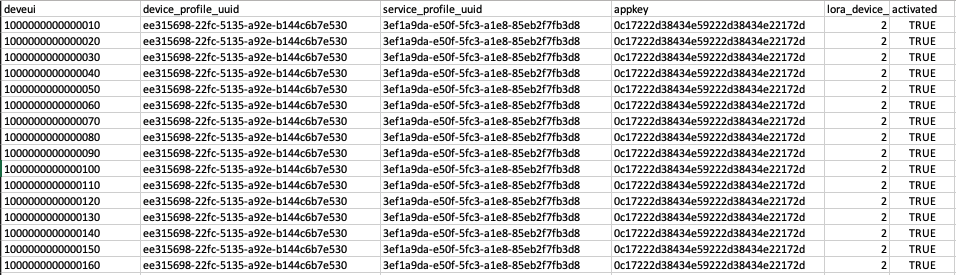 deveui device_profile_uuid service_profile_uuid appkey lora_device_ activated
1000000000000010 ee315698-22fc-5135-a92e-b144c6b7e530 3ef1a9da-e50f-5fc3-a1e8-85eb2f7fb3d8 0c17222d38434e59222d38434e22172d 2 TRUE
1000000000000020 ee315698-22fc-5135-a92e-b144c6b7e530 3ef1a9da-e50f-5fc3-a1e8-85eb2f7fb3d8 0c17222d38434e59222d38434e22172d 2 TRUE
1000000000000030 ee315698-22fc-5135-a92e-b144c6b7e530 3ef1a9da-e50f-5fc3-a1e8-85eb2f7fb3d8 0c17222d38434e59222d38434e22172d 2 TRUE
1000000000000040 ee315698-22fc-5135-a92e-b144c6b7e530 3ef1a9da-e50f-5fc3-a1e8-85eb2f7fb3d8 0c17222d38434e59222d38434e22172d 2 TRUE
1000000000000050 ee315698-22fc-5135-a92e-b144c6b7e530 3ef1a9da-e50f-5fc3-a1e8-85eb2f7fb3d8 0c17222d38434e59222d38434e22172d 2 TRUE
1000000000000060 ee315698-22fc-5135-a92e-b144c6b7e530 3ef1a9da-e50f-5fc3-a1e8-85eb2f7fb3d8 0c17222d38434e59222d38434e22172d 2 TRUE
1000000000000070 ee315698-22fc-5135-a92e-b144c6b7e530 3ef1a9da-e50f-5fc3-a1e8-85eb2f7fb3d8 0c17222d38434e59222d38434e22172d 2 TRUE
1000000000000080 ee315698-22fc-5135-a92e-b144c6b7e530 3ef1a9da-e50f-5fc3-a1e8-85eb2f7fb3d8 0c17222d38434e59222d38434e22172d 2 TRUE
1000000000000090 ee315698-22fc-5135-a92e-b144c6b7e530 3ef1a9da-e50f-5fc3-a1e8-85eb2f7fb3d8 0c17222d38434e59222d38434e22172d 2 TRUE
1000000000000100 ee315698-22fc-5135-a92e-b144c6b7e530 3ef1a9da-e50f-5fc3-a1e8-85eb2f7fb3d8 0c17222d38434e59222d38434e22172d 2 TRUE
1000000000000110 ee315698-22fc-5135-a92e-b144c6b7e530 3ef1a9da-e50f-5fc3-a1e8-85eb2f7fb3d8 0c17222d38434e59222d38434e22172d 2 TRUE
1000000000000120 ee315698-22fc-5135-a92e-b144c6b7e530 3ef1a9da-e50f-5fc3-a1e8-85eb2f7fb3d8 0c17222d38434e59222d38434e22172d 2 TRUE
1000000000000130 ee315698-22fc-5135-a92e-b144c6b7e530 3ef1a9da-e50f-5fc3-a1e8-85eb2f7fb3d8 0c17222d38434e59222d38434e22172d 2 TRUE
1000000000000140 ee315698-22fc-5135-a92e-b144c6b7e530 3ef1a9da-e50f-5fc3-a1e8-85eb2f7fb3d8 0c17222d38434e59222d38434e22172d 2 TRUE
1000000000000150 ee315698-22fc-5135-a92e-b144c6b7e530 3ef1a9da-e50f-5fc3-a1e8-85eb2f7fb3d8 0c17222d38434e59222d38434e22172d 2 TRUE
1000000000000160 ee315698-22fc-5135-a92e-b144c6b7e530 3ef1a9da-e50f-5fc3-a1e8-85eb2f7fb3d8 0c17222d38434e59222d38434e22172d 2 TRUE